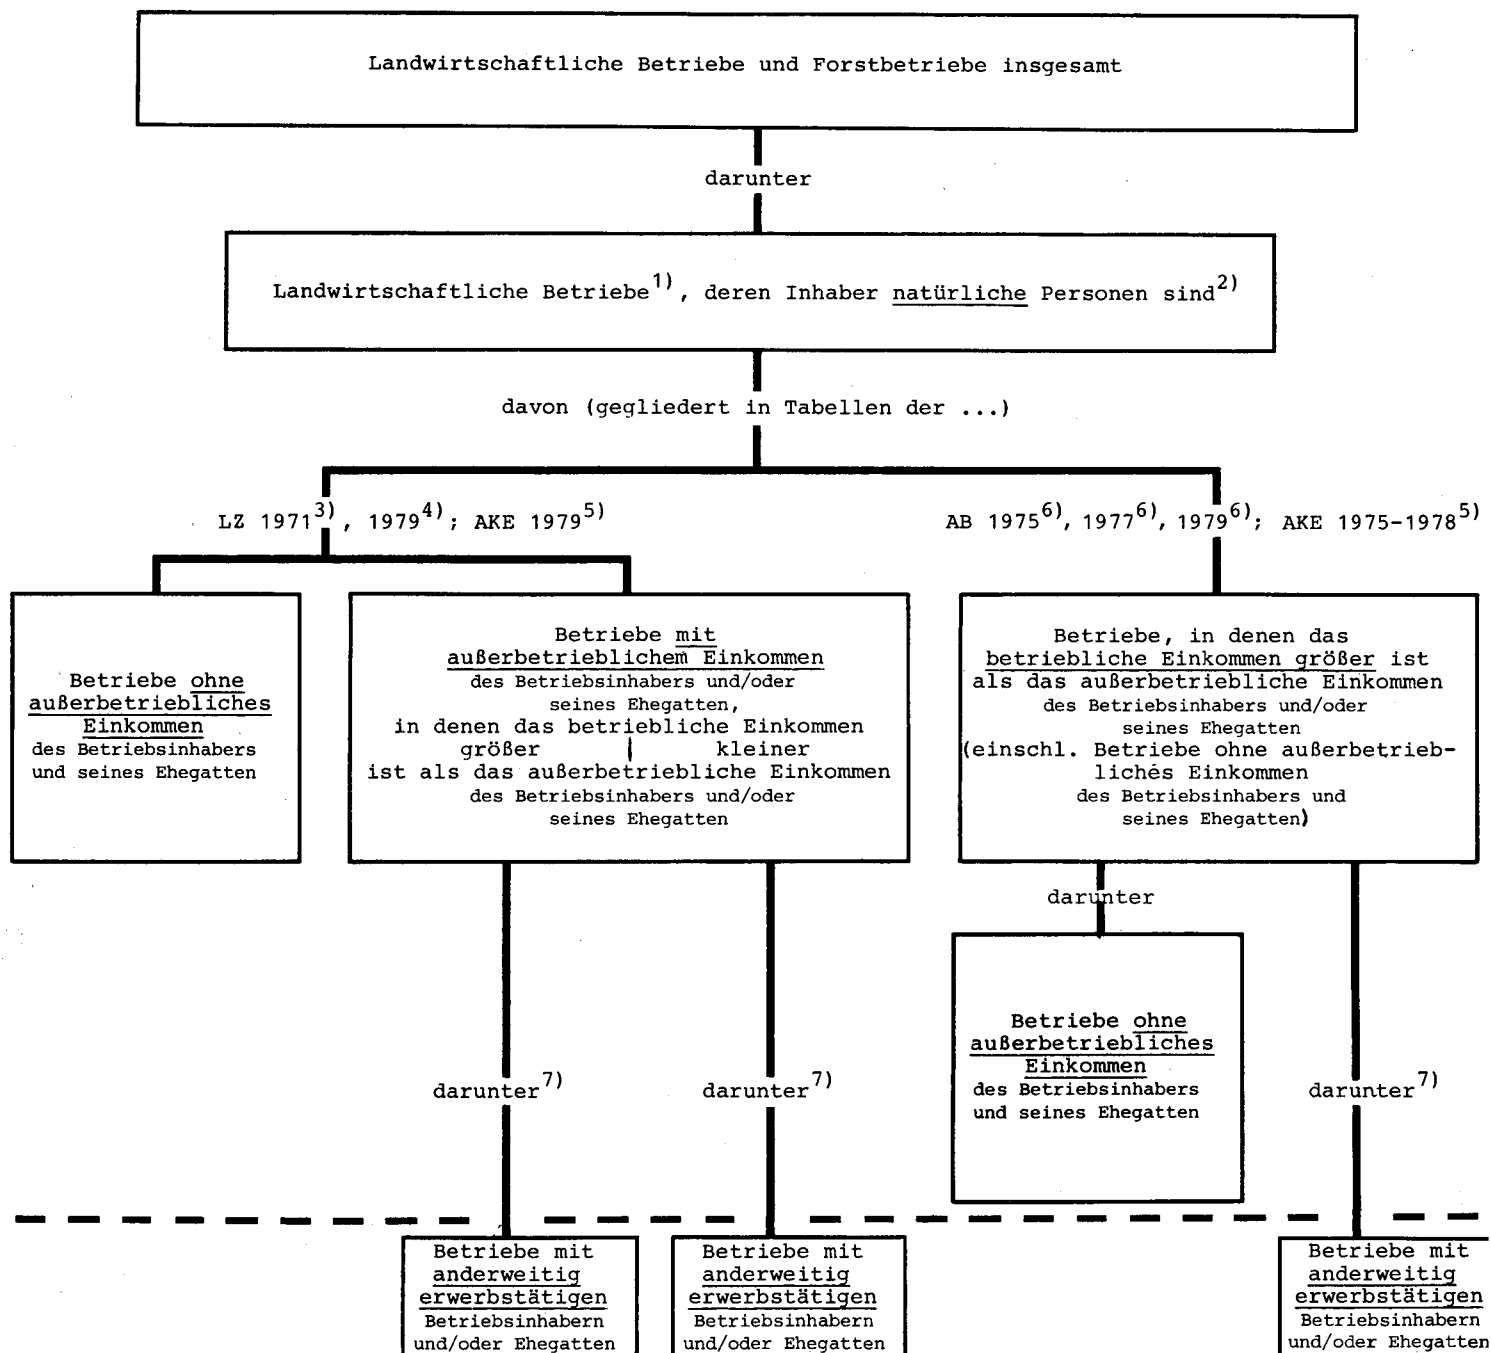 Landwirtschaftliche Betriebe und Forstbetriebe insgesamt
darunter
Landwirtschaftliche Betriebe1), deren Inhaber natürliche Personen sind2)
davon (gegliedert in Tabellen der ...)
LZ 19713), 19794); AKE 19795)
AB 19756), 19776), 19796); AKE 1975-19785)
Betriebe ohne
außerbetriebliches
Einkommen
des Betriebsinhabers
und seines Ehegatten
Betriebe mit
außerbetrieblichem Einkommen
des Betriebsinhabers und/oder
seines Ehegatten,
in denen das betriebliche Einkommen
größer | kleiner
ist als das außerbetriebliche Einkommen
des Betriebsinhabers und/oder
seines Ehegatten
Betriebe, in denen das
betriebliche Einkommen größer ist
als das außerbetriebliche Einkommen
des Betriebsinhabers und/oder
seines Ehegatten
(einschl. Betriebe ohne außerbetrieb-
liches Einkommen
des Betriebsinhabers und
seines Ehegatten)
darunter
Betriebe ohne
außerbetriebliches
Einkommen
des Betriebsinhabers
und seines Ehegatten
darunter7)
darunter7)
darunter7)
Betriebe mit
anderweitig
erwerbstätigen
Betriebsinhabern
und/oder Ehegatten
Betriebe mit
anderweitig
erwerbstätigen
Betriebsinhabern
und/oder Ehegatten
Betriebe mit
anderweitig
erwerbstätigen
Betriebsinhabern
und/oder Ehegatten